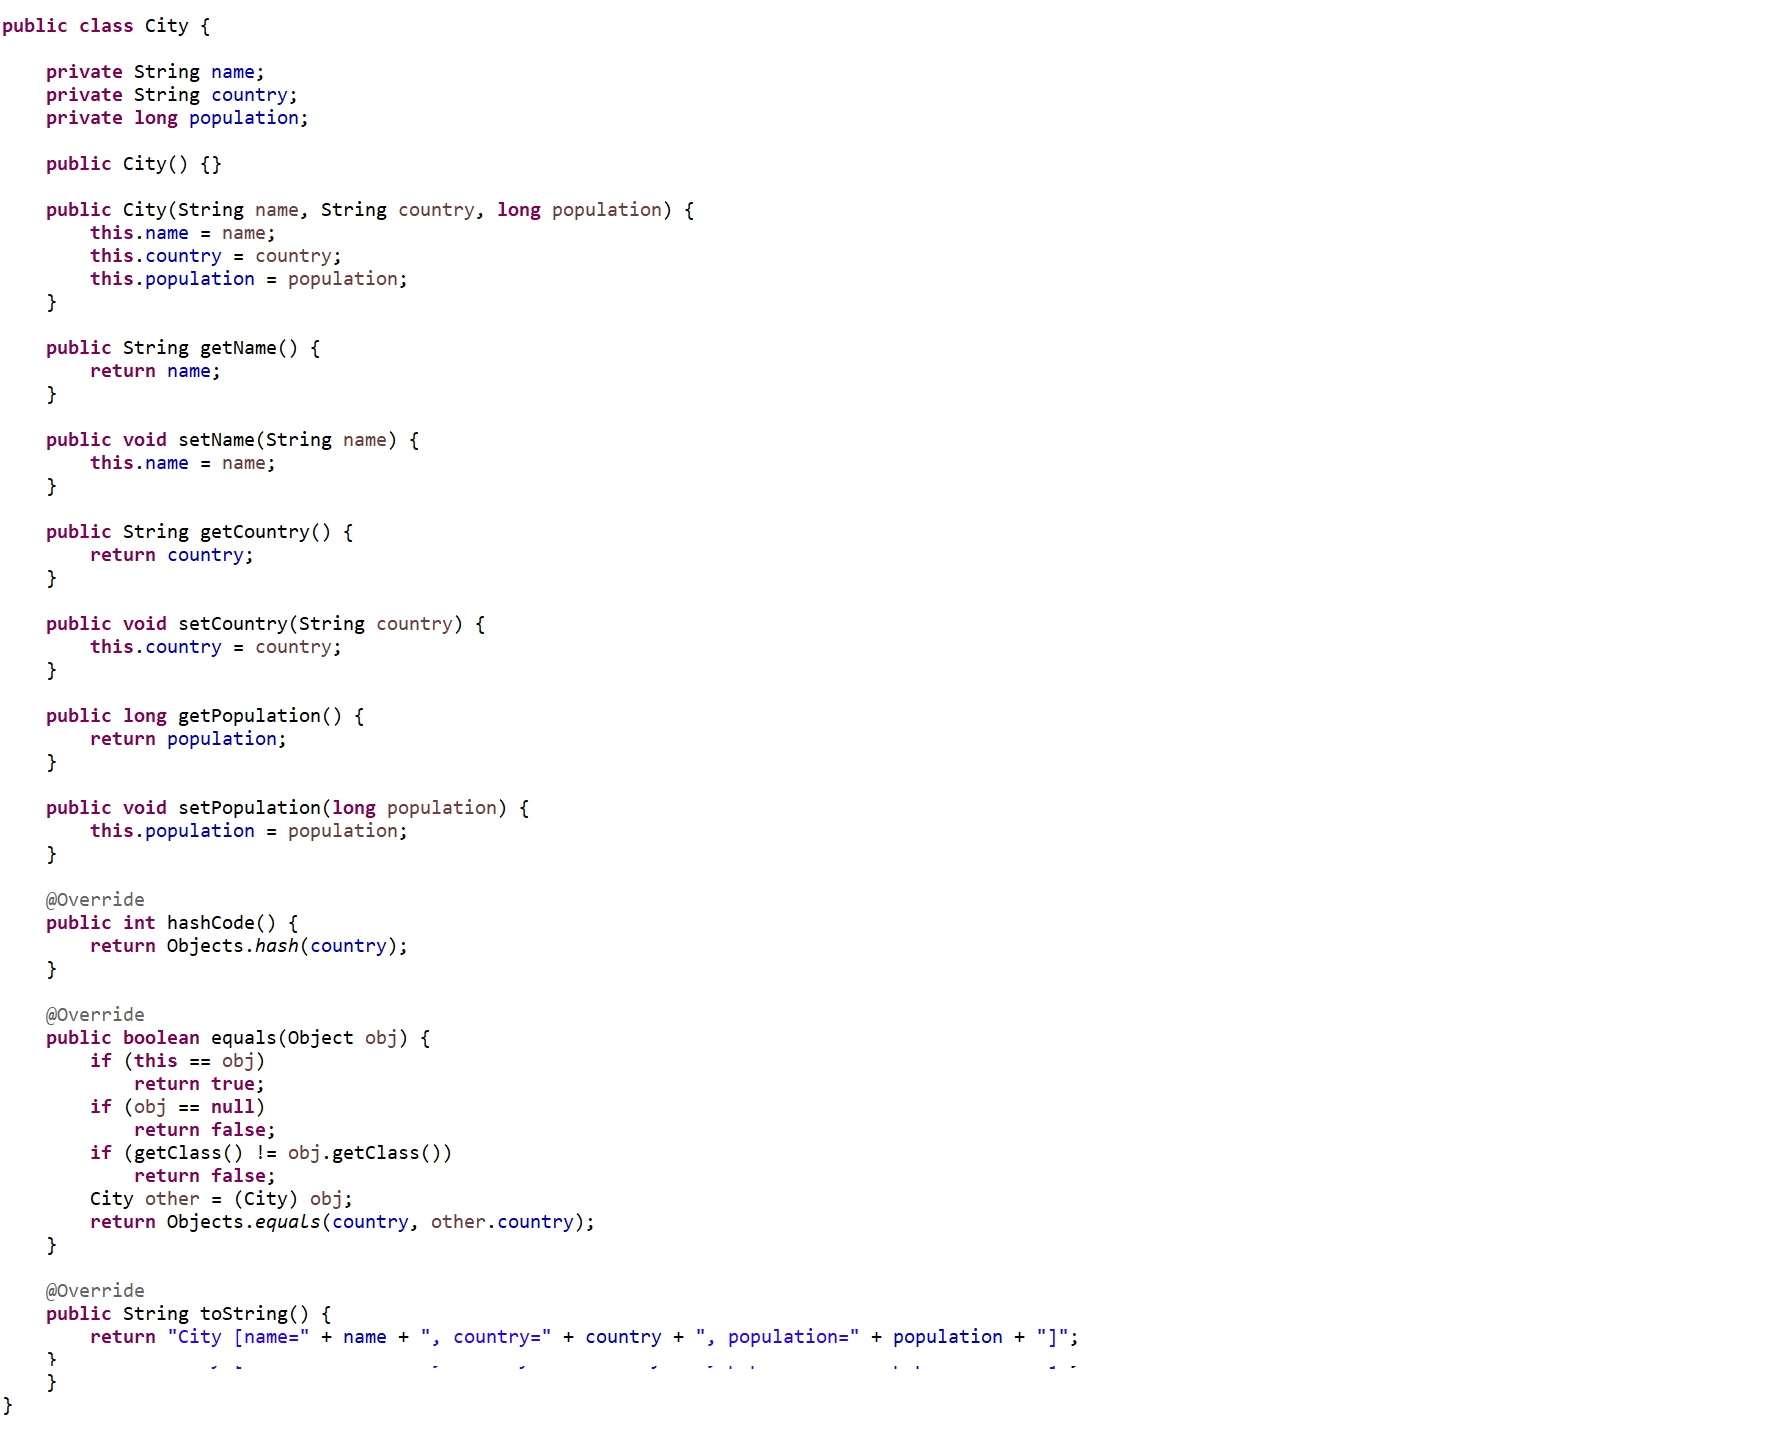 public class City {
    private String name;
    private String country;
    private long population;
    public City() {}
    public City(String name, String country, long population) {
        this.name = name;
        this.country = country;
        this.population = population;
    }
    public String getName() {
        return name;
    }
    public void setName(String name) {
        this.name = name;
    }
    public String getCountry() {
        return country;
    }
    public void setCountry(String country) {
        this.country = country;
    }
    public long getPopulation() {
        return population;
    }
    public void setPopulation(long population) {
        this.population = population;
    }
    @Override
    public int hashCode() {
        return Objects.hash(country);
    }
    @Override
    public boolean equals(Object obj) {
        if (this == obj)
            return true;
        if (obj == null)
            return false;
        if (getClass() != obj.getClass())
            return false;
        City other = (City) obj;
        return Objects.equals(country, other.country);
    }
    @Override
    public String toString() {
        return "City [name=" + name + ", country=" + country + ", population=" + population + "]";
    }
    }
}